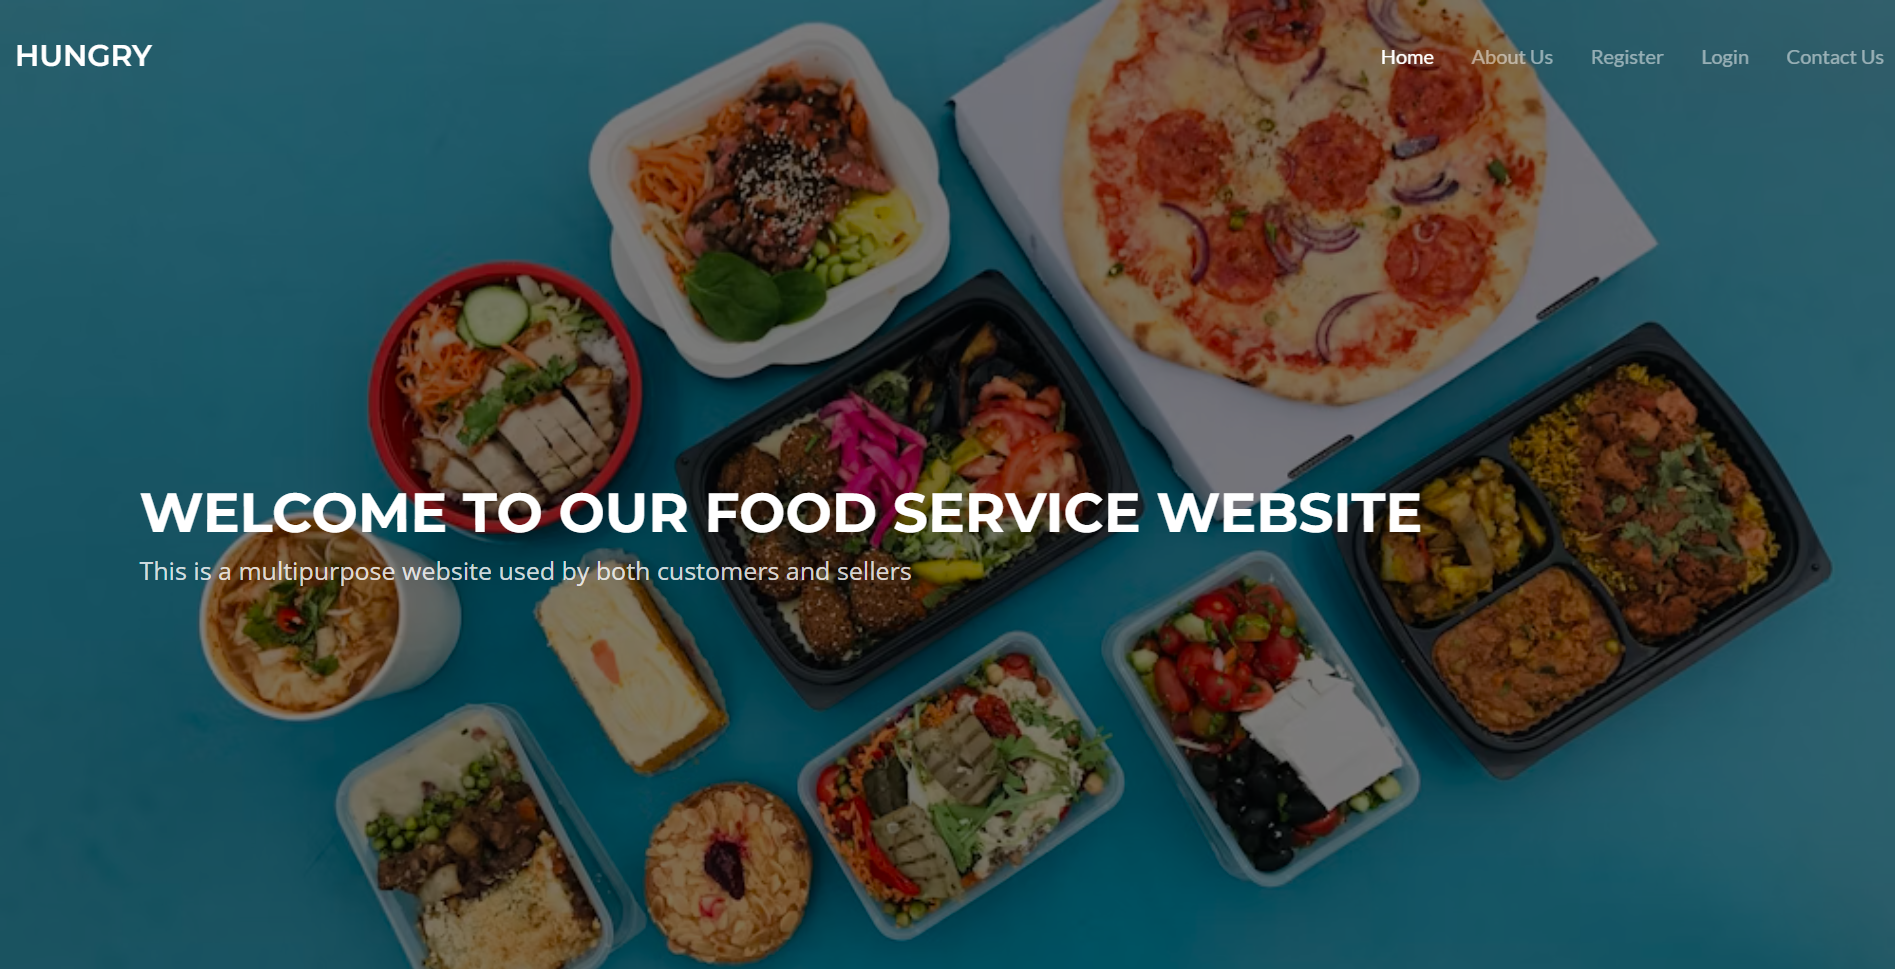 HUNGRY
Home About Us Register Login Contact Us
WELCOME TO OUR FOOD SERVICE WEBSITE
This is a multipurpose website used by both customers and sellers